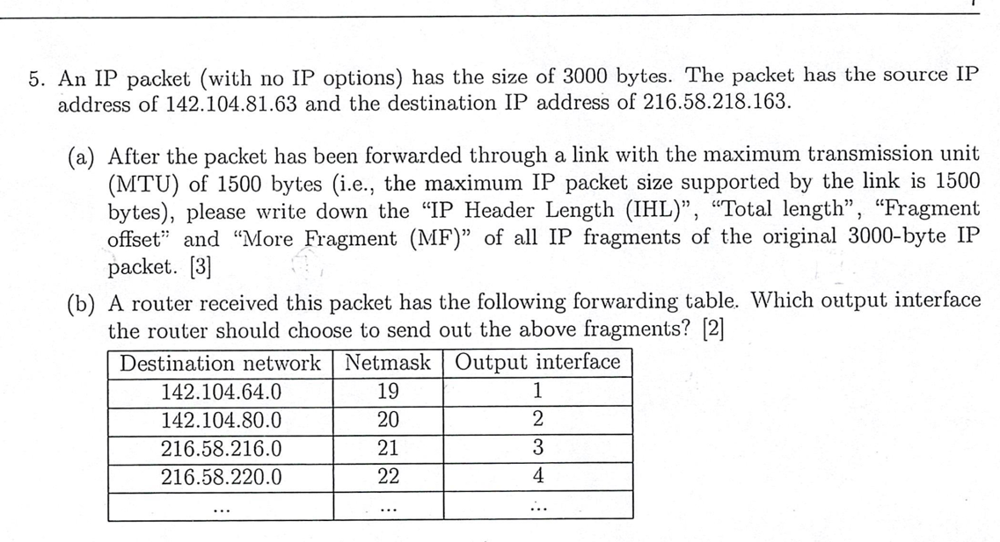 5. An IP packet (with no IP options) has the size of 3000 bytes. The packet has the source IP
address of 142.104.81.63 and the destination IP address of 216.58.218.163.
(a) After the packet has been forwarded through a link with the maximum transmission unit
(MTU) of 1500 bytes (i.e., the maximum IP packet size supported by the link is 1500
bytes), please write down the “IP Header Length (IHL)”, “Total length”, “Fragment
offset” and “More Fragment (MF)” of all IP fragments of the original 3000-byte IP
packet. [3]
(b) A router received this packet has the following forwarding table. Which output interface
the router should choose to send out the above fragments? [2]
Destination network Netmask Output interface
142.104.64.0 19 1
142.104.80.0 20 2
216.58.216.0 21 3
216.58.220.0 22 4
... ... ...